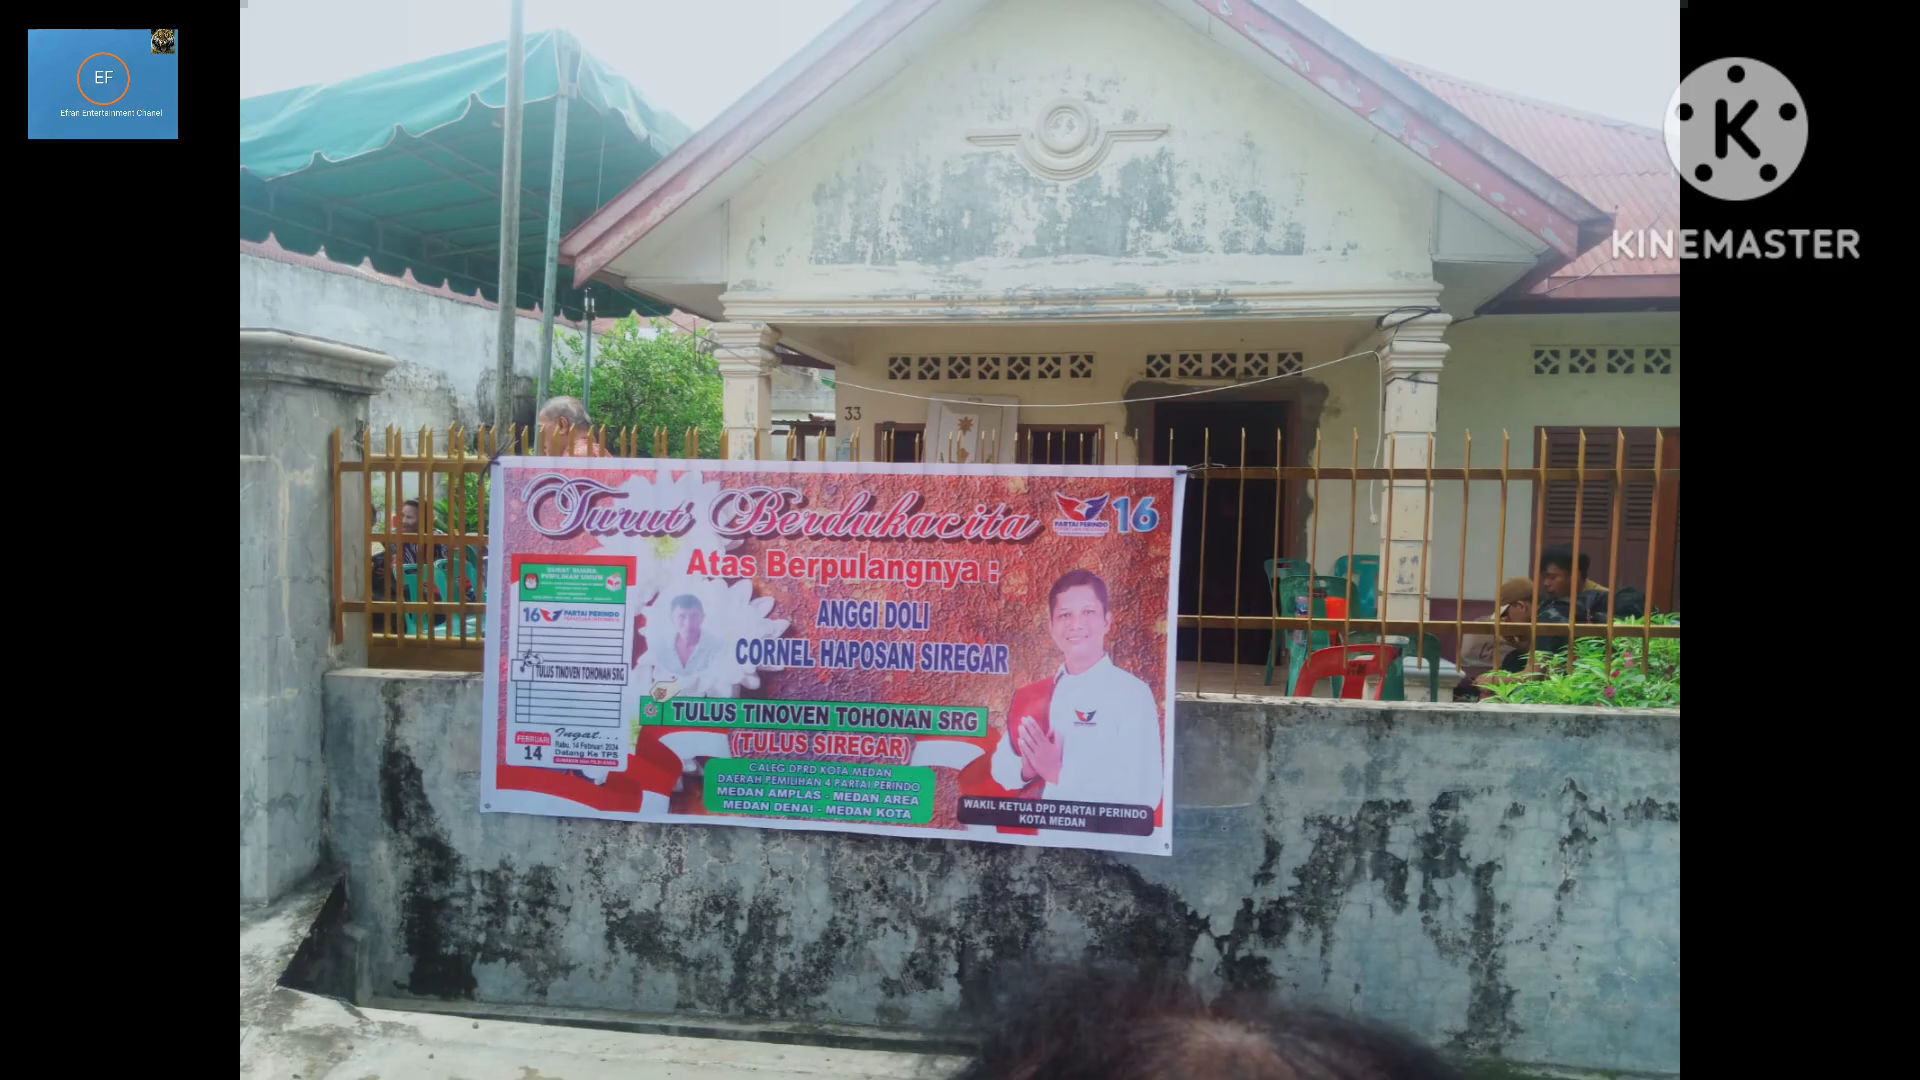 EF
Efran Entertainment Chanel
K
KINEMASTER
33
Turut Berdukacita
PARTAI PERINDO
16
Atas Berpulangnya :
ANGGI DOLI
CORNEL HAPOSAN SIREGAR
SURAT SUARA
PEMILIHAN UMUM
16 PARTAI PERINDO
TULUS TINOVEN TOHONAN SRG
FEBRUARI
14
Ingat...
Rabu, 14 Februari 2024
Datang Ke TPS
TULUS TINOVEN TOHONAN SRG
(TULUS SIREGAR)
CALEG DPRD KOTA MEDAN
DAERAH PEMILIHAN 4 PARTAI PERINDO
MEDAN AMPLAS - MEDAN AREA
MEDAN DENAI - MEDAN KOTA
WAKIL KETUA DPD PARTAI PERINDO
KOTA MEDAN